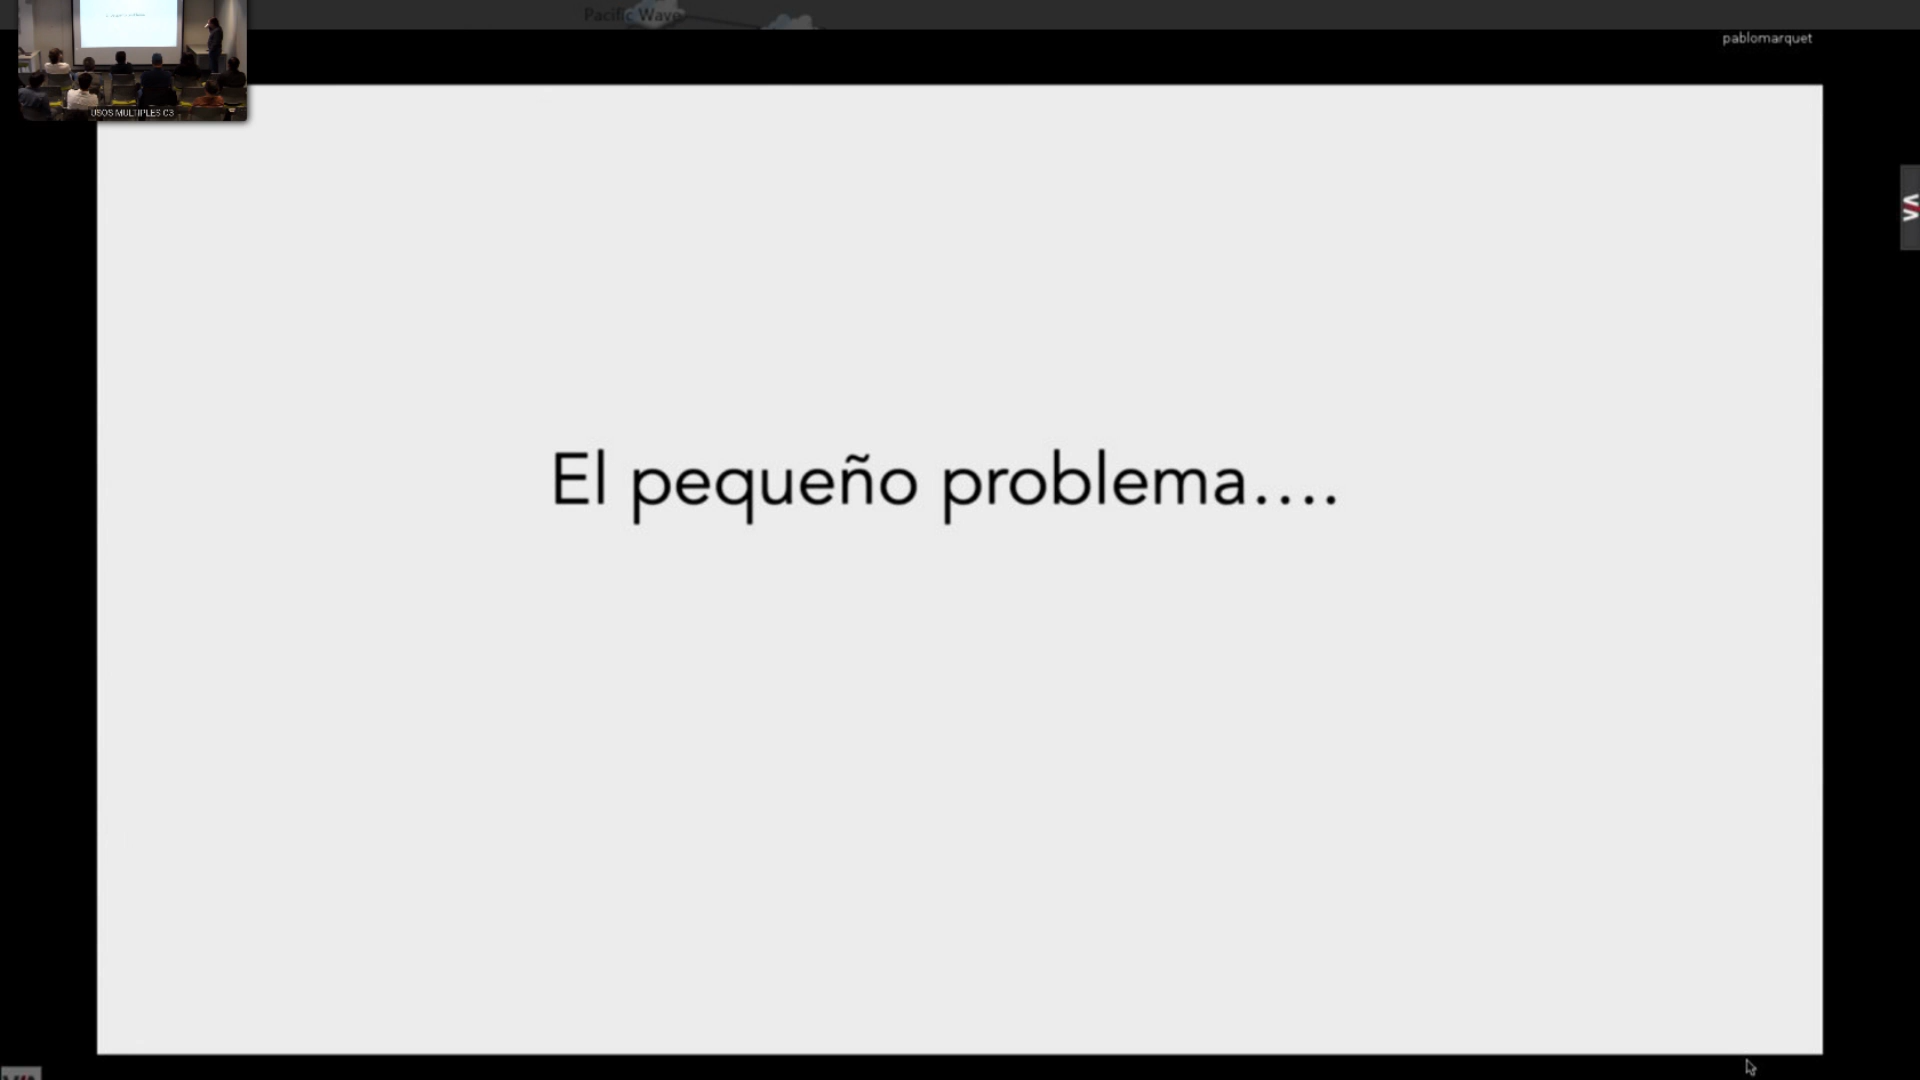 Pacific Wave
pablomarquet
USOS MULTIPLES C3
El pequeño problema....